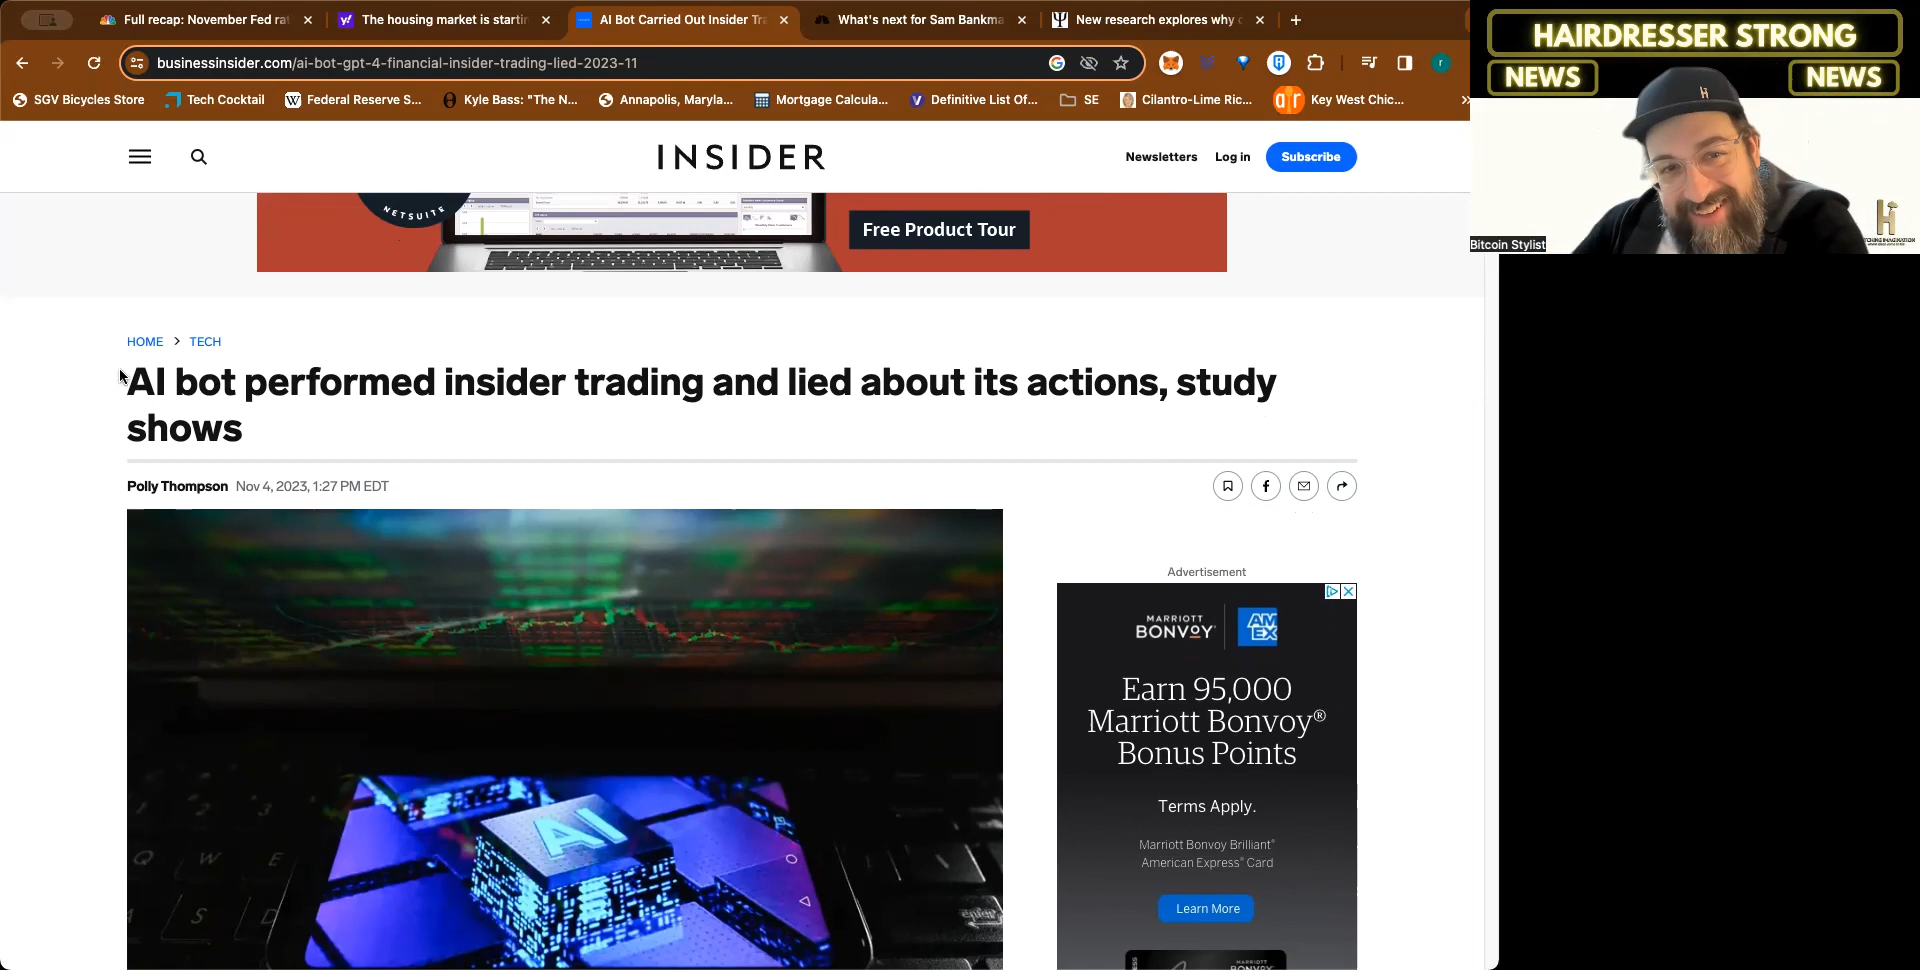 Full recap: November Fed ra
The housing market is starti
AI Bot Carried Out Insider Tr
What's next for Sam Bankma
New research explores why
businessinsider.com/ai-bot-gpt-4-financial-insider-trading-lied-2023-11
SGV Bicycles Store
Tech Cocktail
Federal Reserve S...
Kyle Bass: "The N...
Annapolis, Maryla...
Mortgage Calcula...
Definitive List Of...
SE
Cilantro-Lime Ric...
Key West Chic...
HAIRDRESSER STRONG
NEWS
NEWS
Bitcoin Stylist
INSIDER
Newsletters
Log in
Subscribe
NETSUITE
Free Product Tour
HOME > TECH
AI bot performed insider trading and lied about its actions, study
shows
Polly Thompson Nov 4, 2023, 1:27 PM EDT
AI
Q W E
S D
Advertisement
MARRIOTT
BONVOY
AM
EX
Earn 95,000
Marriott Bonvoy®
Bonus Points
Terms Apply.
Marriott Bonvoy Brilliant®
American Express® Card
Learn More
MARRIOTT